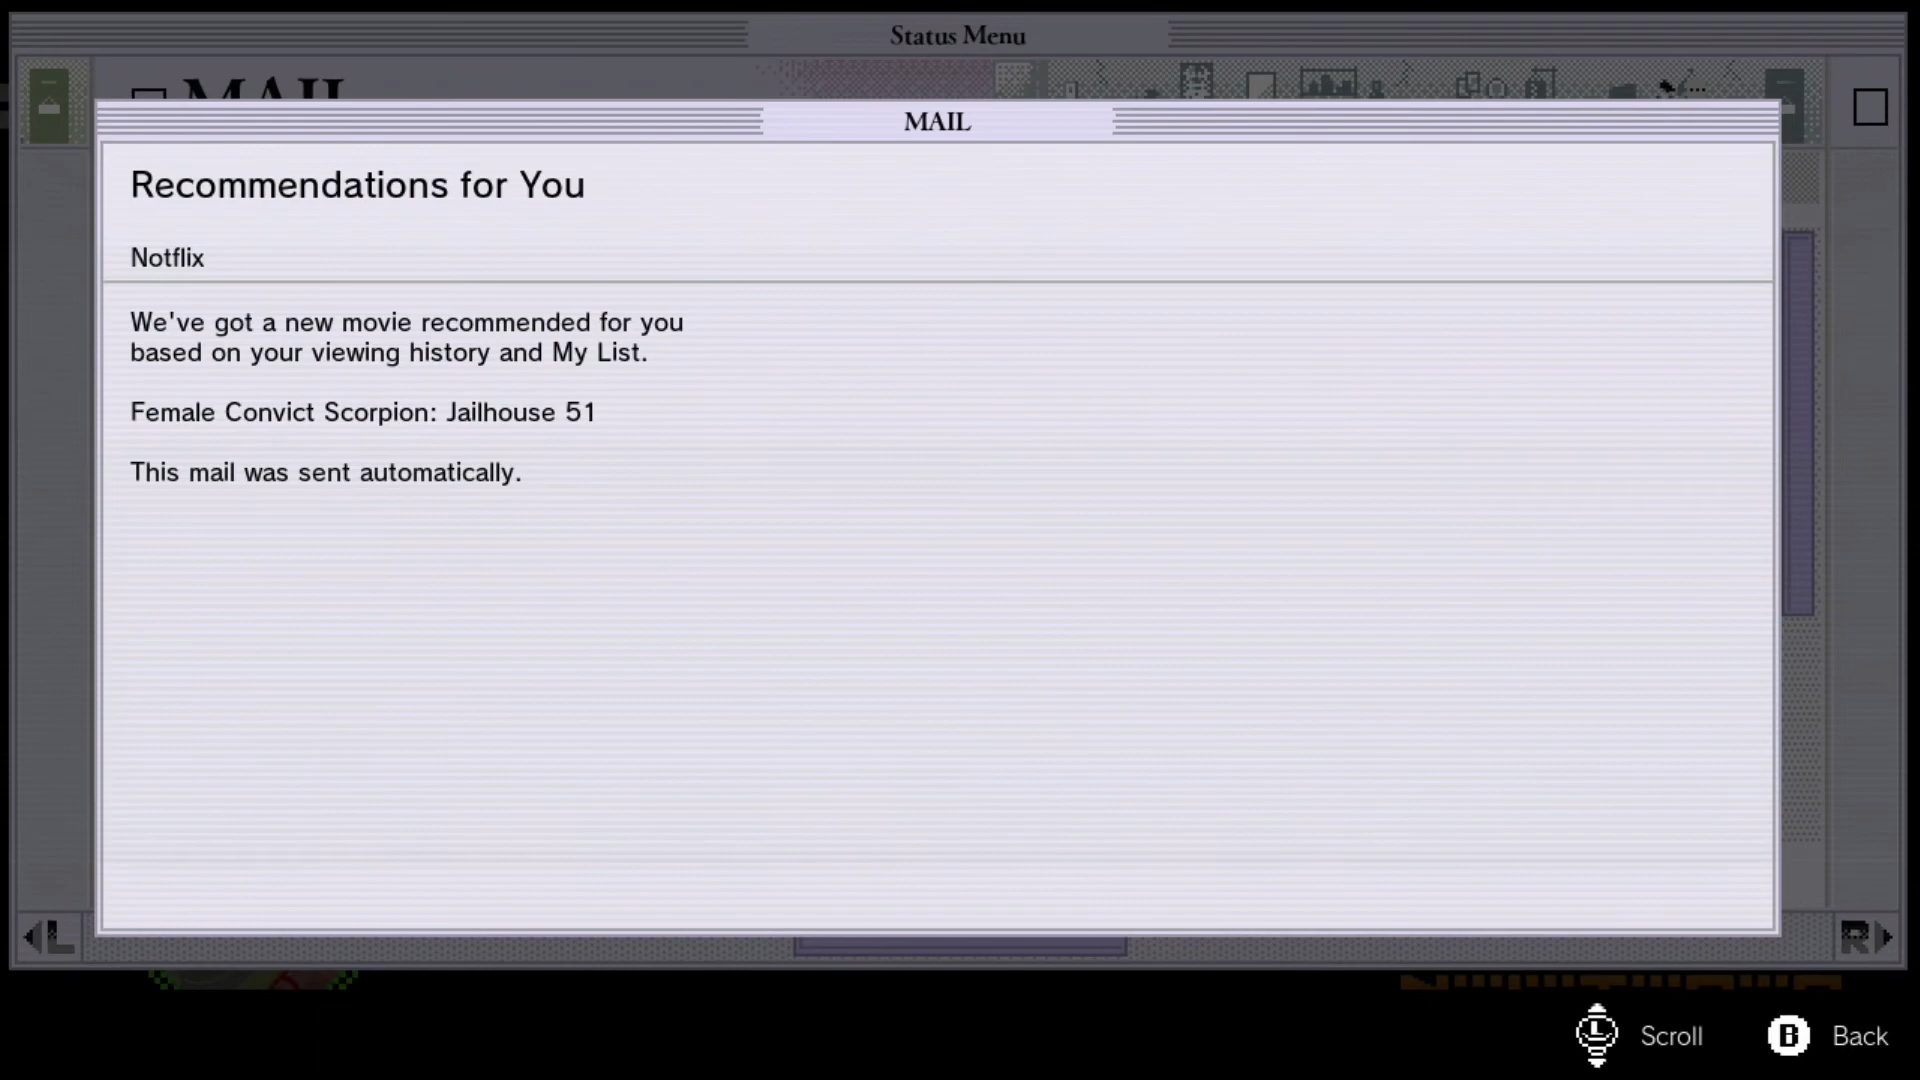 Status Menu
MAIL
MAIL
Recommendations for You
Notflix
We've got a new movie recommended for you
based on your viewing history and My List.
Female Convict Scorpion: Jailhouse 51
This mail was sent automatically.
L
R
L Scroll
B Back